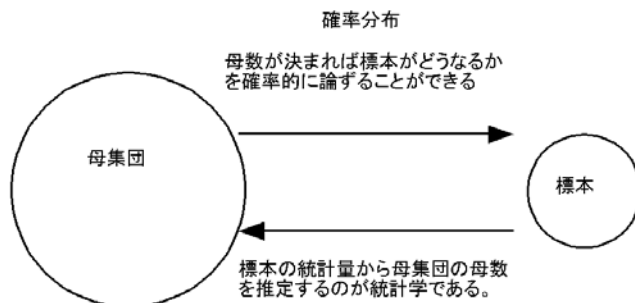 確率分布
母数が決まれば標本がどうなるか
を確率的に論ずることができる
母集団
標本
標本の統計量から母集団の母数
を推定するのが統計学である。